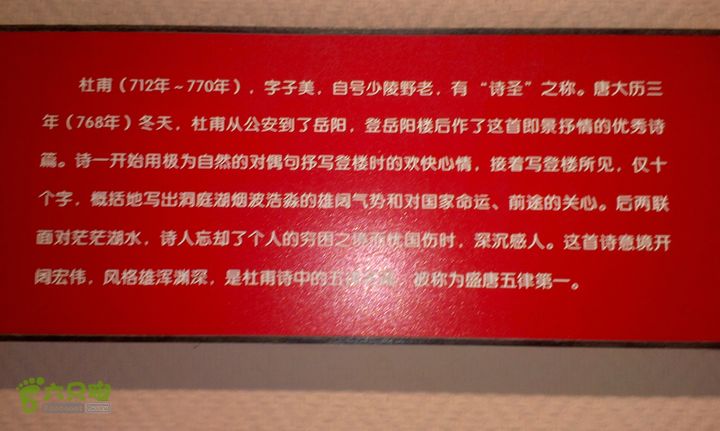 杜甫（712年～770年），字子美，自号少陵野老，有“诗圣”之称。唐大历三
年（768年）冬天，杜甫从公安到了岳阳，登岳阳楼后作了这首即景抒情的优秀诗
篇。诗一开始用极为自然的对偶句抒写登楼时的欢快心情，接着写登楼所见，仅十
个字，概括地写出洞庭湖烟波浩淼的雄阔气势和对国家命运、前途的关心。后两联
面对茫茫湖水，诗人忘却了个人的穷困之境而忧国伤时，深沉感人。这首诗意境开
阔宏伟，风格雄浑渊深，是杜甫诗中的五律，被称为盛唐五律第一。
六只脚